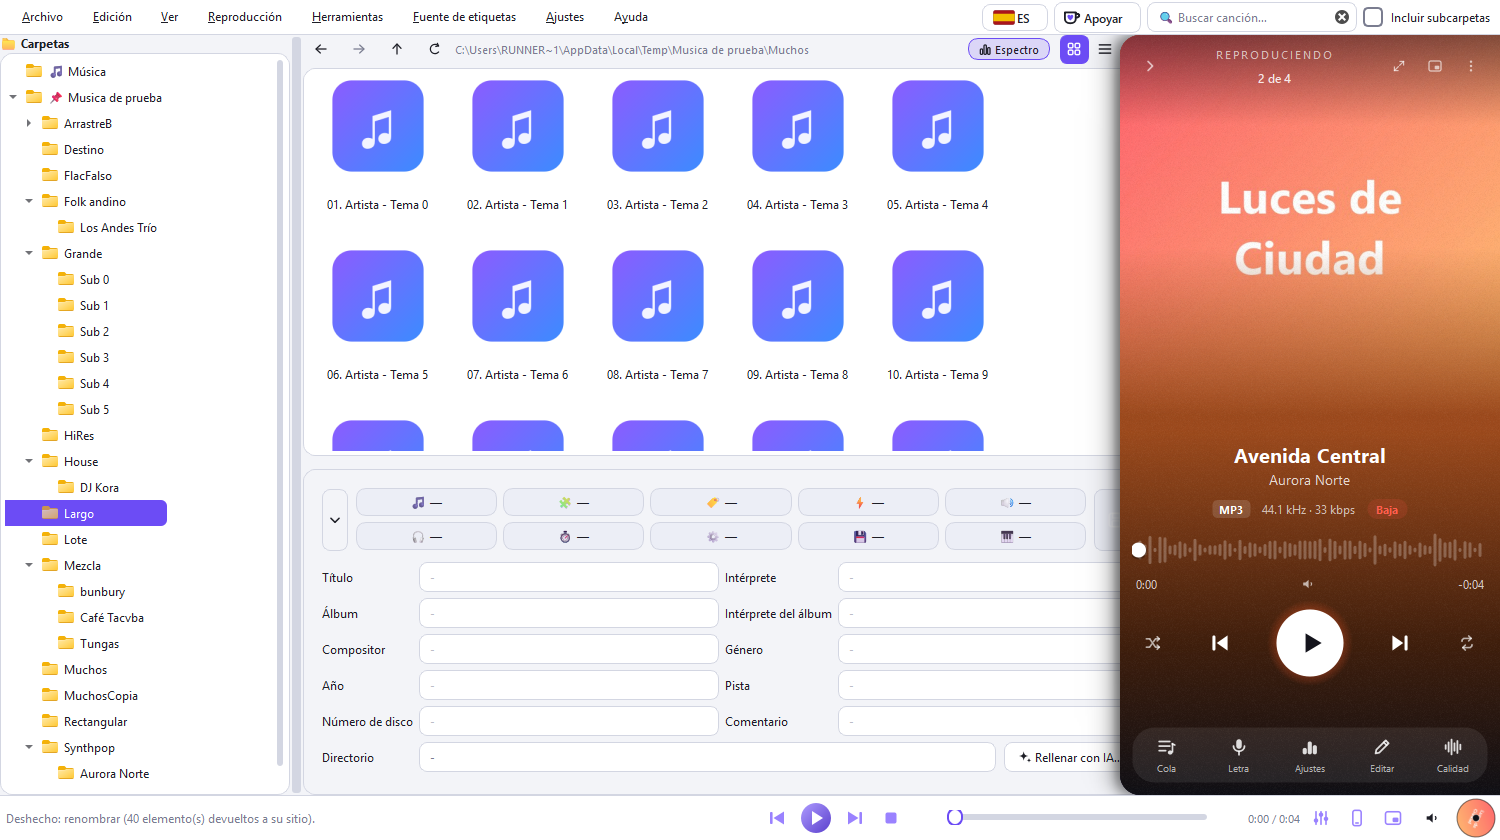 Archivo Edición Ver Reproducción Herramientas Fuente de etiquetas Ajustes Ayuda ES Apoyar Buscar canción... Incluir subcarpetas
Carpetas
C:\Users\RUNNER~1\AppData\Local\Temp\Musica de prueba\Muchos Espectro
Música
Musica de prueba
ArrastreB
Destino
FlacFalso
Folk andino
Los Andes Trío
Grande
Sub 0
Sub 1
Sub 2
Sub 3
Sub 4
Sub 5
HiRes
House
DJ Kora
Largo
Lote
Mezcla
bunbury
Café Tacvba
Tungas
Muchos
MuchosCopia
Rectangular
Synthpop
Aurora Norte
01. Artista - Tema 0 02. Artista - Tema 1 03. Artista - Tema 2 04. Artista - Tema 3 05. Artista - Tema 4
06. Artista - Tema 5 07. Artista - Tema 6 08. Artista - Tema 7 09. Artista - Tema 8 10. Artista - Tema 9
— — — — —
— — — — —
Título - Intérprete -
Álbum - Intérprete del álbum -
Compositor - Género -
Año - Pista -
Número de disco - Comentario -
Directorio - Rellenar con IA...
REPRODUCIENDO
2 de 4
Luces de
Ciudad
Avenida Central
Aurora Norte
MP3 44.1 kHz · 33 kbps Baja
0:00 -0:04
Cola Letra Ajustes Editar Calidad
Deshecho: renombrar (40 elemento(s) devueltos a su sitio). 0:00 / 0:04